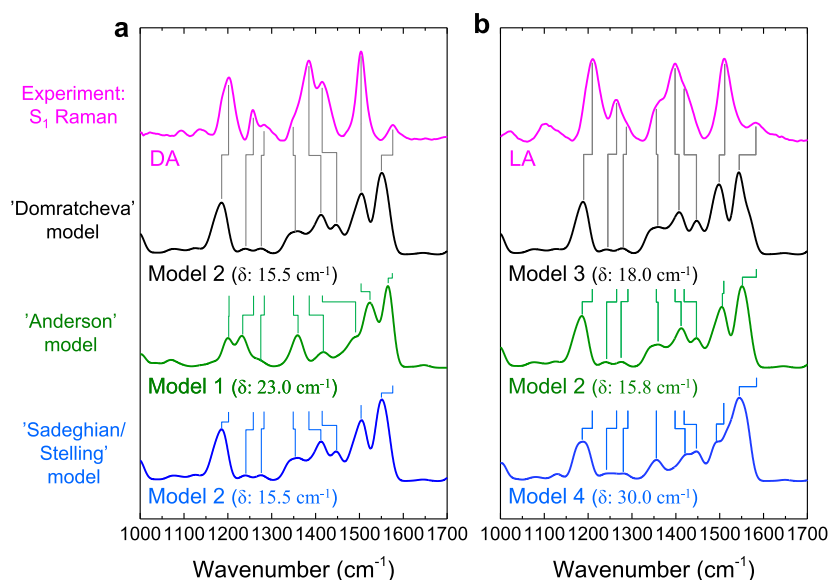 a
b
Experiment:
S₁ Raman
DA
LA
'Domratcheva'
model
Model 2 (δ: 15.5 cm⁻¹)
Model 3 (δ: 18.0 cm⁻¹)
'Anderson'
model
Model 1 (δ: 23.0 cm⁻¹)
Model 2 (δ: 15.8 cm⁻¹)
'Sadeghian/
Stelling'
model
Model 2 (δ: 15.5 cm⁻¹)
Model 4 (δ: 30.0 cm⁻¹)
1000 1100 1200 1300 1400 1500 1600 1700
1000 1100 1200 1300 1400 1500 1600 1700
Wavenumber (cm⁻¹)
Wavenumber (cm⁻¹)